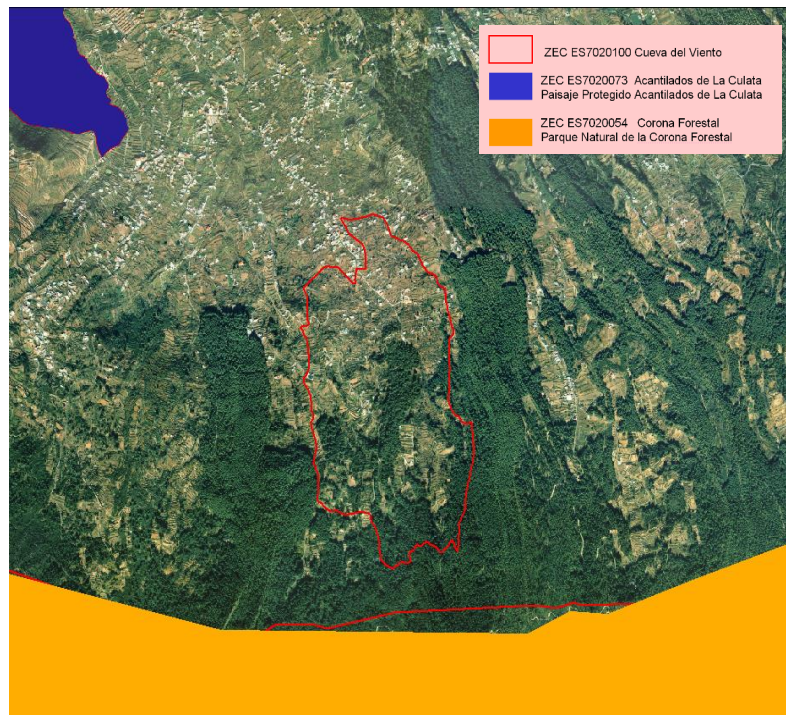 ZEC ES7020100 Cueva del Viento
ZEC ES7020073 Acantilados de La Culata
Paisaje Protegido Acantilados de La Culata
ZEC ES7020054 Corona Forestal
Parque Natural de la Corona Forestal